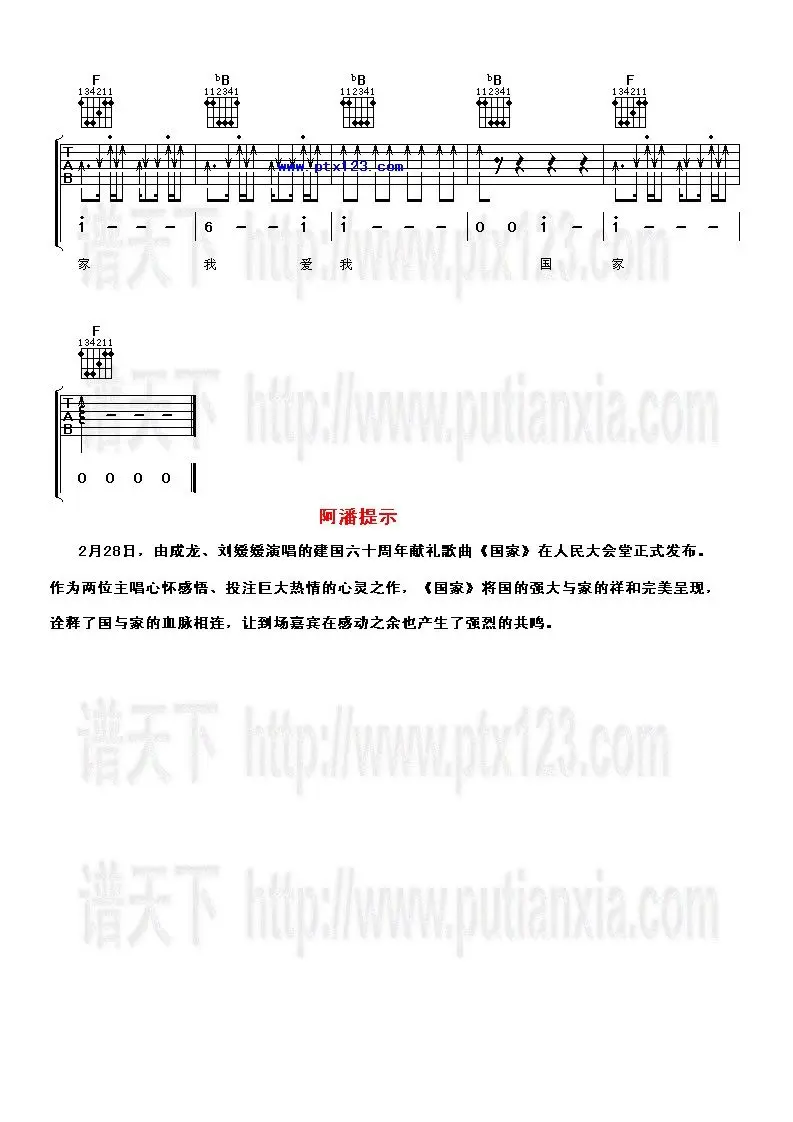 F ♭B ♭B ♭B F
134211 112341 112341 112341 134211
T
A www.ptx123.com
B
1 - - - 6 - - 1 1 - - - 0 0 1 - 1 - - -
家 我 爱 我 国 家
谱天下 http://www.ptx123.com
F
134211
谱天下 http://www.putianxia.com
T
A - - -
B
0 0 0 0
阿潘提示
2月28日，由成龙、刘媛媛演唱的建国六十周年献礼歌曲《国家》在人民大会堂正式发布。
作为两位主唱心怀感悟、投注巨大热情的心灵之作，《国家》将国的强大与家的祥和完美呈现，
诠释了国与家的血脉相连，让到场嘉宾在感动之余也产生了强烈的共鸣。
谱天下 http://www.ptx123.com
谱天下 http://www.putianxia.com